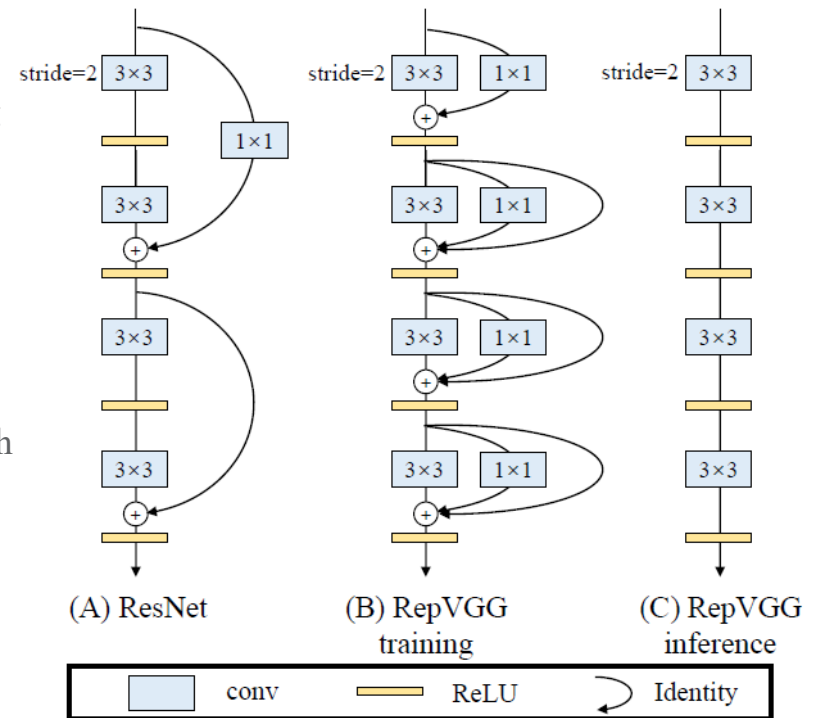 stride=2 3×3
1×1
3×3
+
3×3
3×3
+
(A) ResNet
stride=2 3×3 1×1
+
3×3 1×1
+
3×3 1×1
+
3×3 1×1
+
(B) RepVGG
training
stride=2 3×3
3×3
3×3
3×3
(C) RepVGG
inference
h
conv ReLU Identity